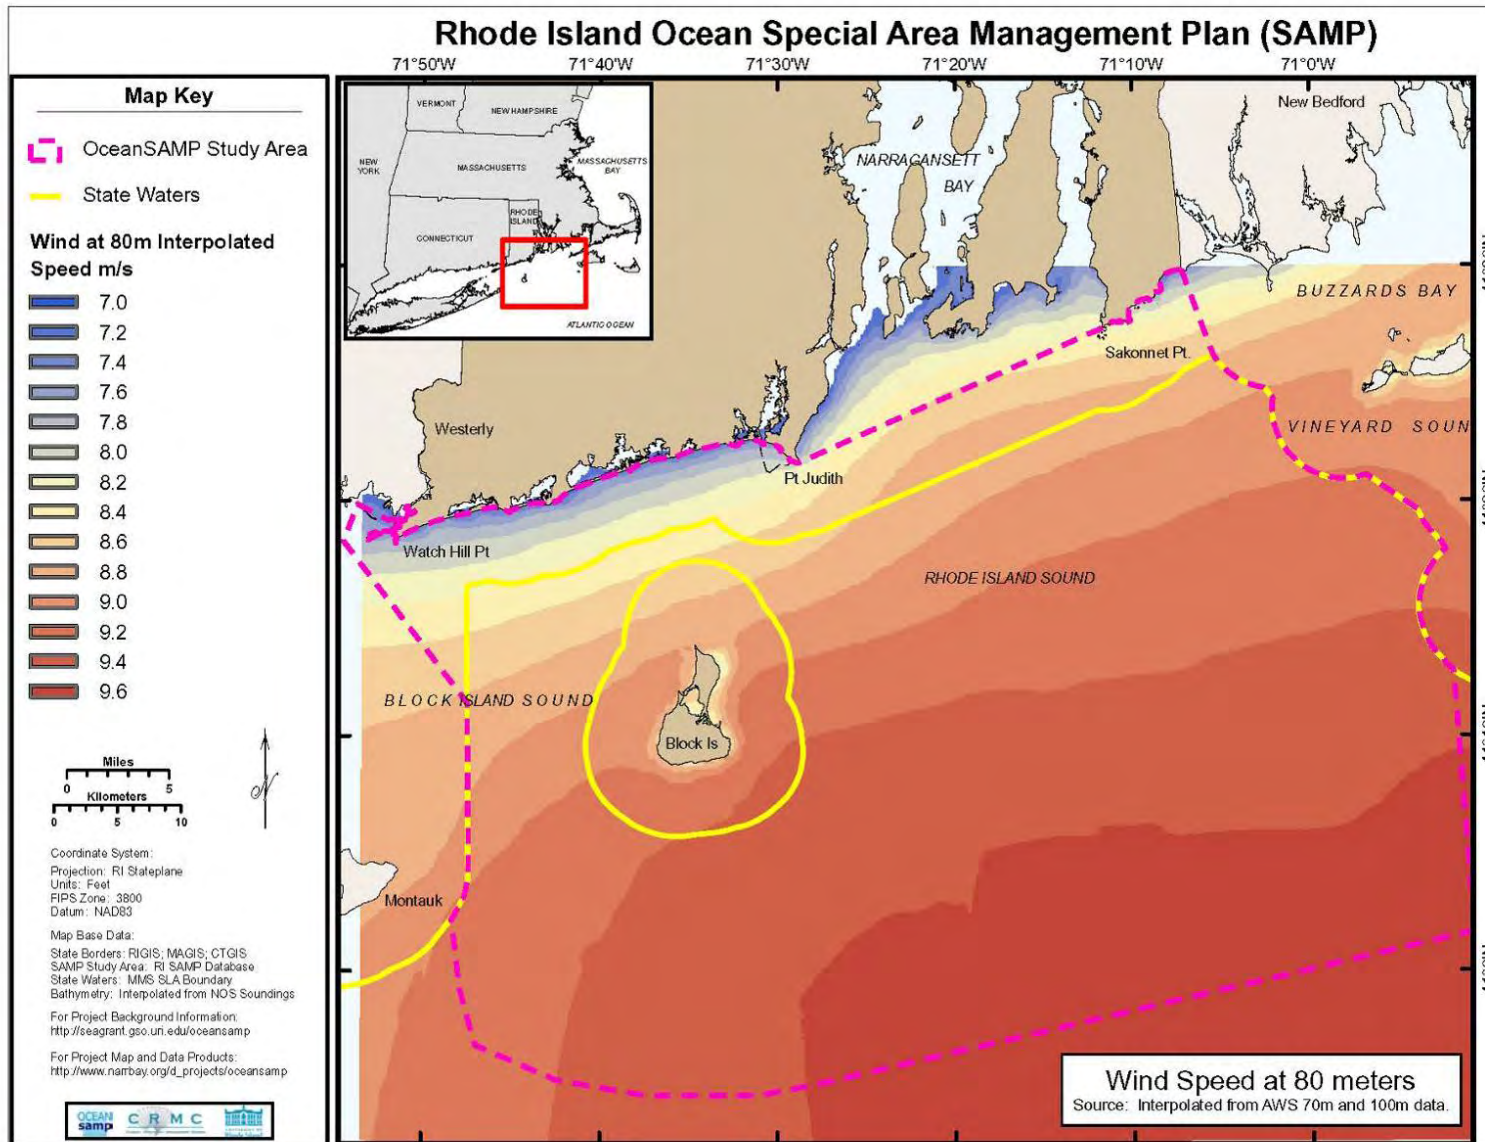 Rhode Island Ocean Special Area Management Plan (SAMP)
71°50'W 71°40'W 71°30'W 71°20'W 71°10'W 71°0'W
Map Key
OceanSAMP Study Area
State Waters
Wind at 80m Interpolated
Speed m/s
7.0
7.2
7.4
7.6
7.8
8.0
8.2
8.4
8.6
8.8
9.0
9.2
9.4
9.6
Miles
0 5
Kilometers
0 5 10
N
Coordinate System:
Projection: RI Stateplane
Units: Feet
FIPS Zone: 3800
Datum: NAD83
Map Base Data:
State Borders: RIGIS; MAGIS; CTGIS
SAMP Study Area: RI SAMP Database
State Waters: MMS SLA Boundary
Bathymetry: Interpolated from NOS Soundings
For Project Background Information:
http://seagrant.gso.uri.edu/oceansamp
For Project Map and Data Products:
http://www.narrbay.org/d_projects/oceansamp
OCEAN
samp
CRMC
VERMONT
NEW HAMPSHIRE
NEW
YORK
MASSACHUSETTS
MASSACHUSETTS
BAY
RHODE
ISLAND
CONNECTICUT
ATLANTIC OCEAN
New Bedford
NARRAGANSETT
BAY
BUZZARDS BAY
Sakonnet Pt.
VINEYARD SOUN
Westerly
Pt Judith
Watch Hill Pt
RHODE ISLAND SOUND
BLOCK ISLAND SOUND
Block Is
Montauk
Wind Speed at 80 meters
Source: Interpolated from AWS 70m and 100m data.